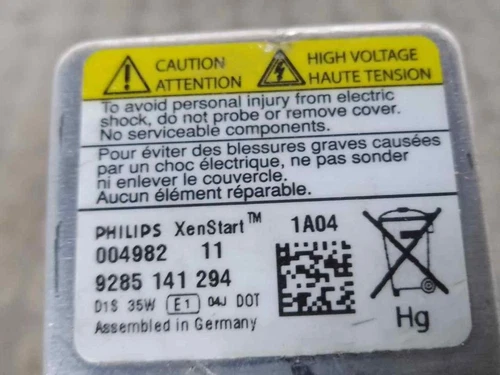 CAUTION
ATTENTION
HIGH VOLTAGE
HAUTE TENSION
To avoid personal injury from electric
shock, do not probe or remove cover.
No serviceable components.
Pour éviter des blessures graves causées
par un choc électrique, ne pas sonder
ni enlever le couvercle.
Aucun élément réparable.
PHILIPS XenStart™ 1A04
004982 11
9285 141 294
D1S 35W E1 04J DOT
Assembled in Germany
Hg